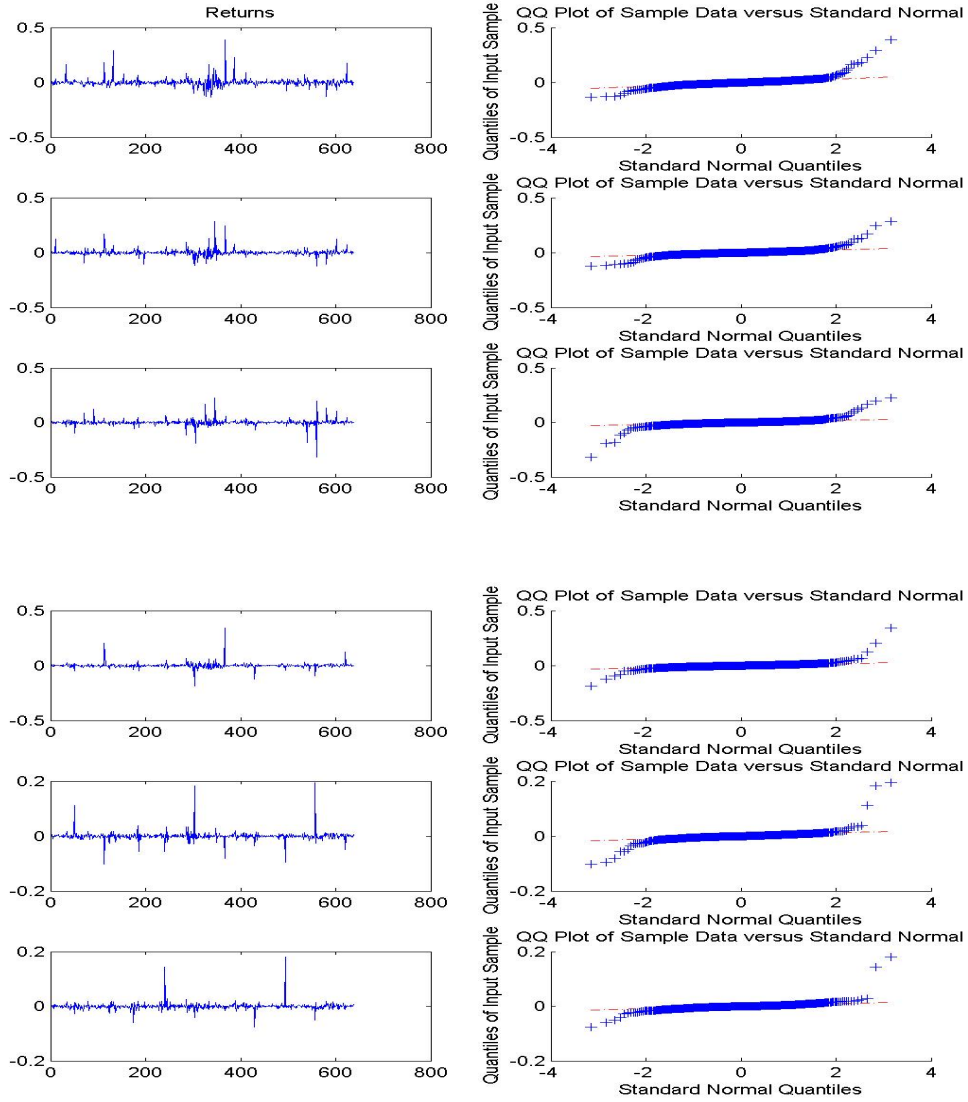 Returns
QQ Plot of Sample Data versus Standard Normal
0.5
0
-0.5
0 200 400 600 800
Quantiles of Input Sample
0.5
0
-0.5
-4 -2 0 2 4
Standard Normal Quantiles
QQ Plot of Sample Data versus Standard Normal
0.5
0
-0.5
0 200 400 600 800
Quantiles of Input Sample
0.5
0
-0.5
-4 -2 0 2 4
Standard Normal Quantiles
QQ Plot of Sample Data versus Standard Normal
0.5
0
-0.5
0 200 400 600 800
Quantiles of Input Sample
0.5
0
-0.5
-4 -2 0 2 4
Standard Normal Quantiles
QQ Plot of Sample Data versus Standard Normal
0.5
0
-0.5
0 200 400 600 800
Quantiles of Input Sample
0.5
0
-0.5
-4 -2 0 2 4
Standard Normal Quantiles
QQ Plot of Sample Data versus Standard Normal
0.2
0
-0.2
0 200 400 600 800
Quantiles of Input Sample
0.2
0
-0.2
-4 -2 0 2 4
Standard Normal Quantiles
QQ Plot of Sample Data versus Standard Normal
0.2
0
-0.2
0 200 400 600 800
Quantiles of Input Sample
0.2
0
-0.2
-4 -2 0 2 4
Standard Normal Quantiles